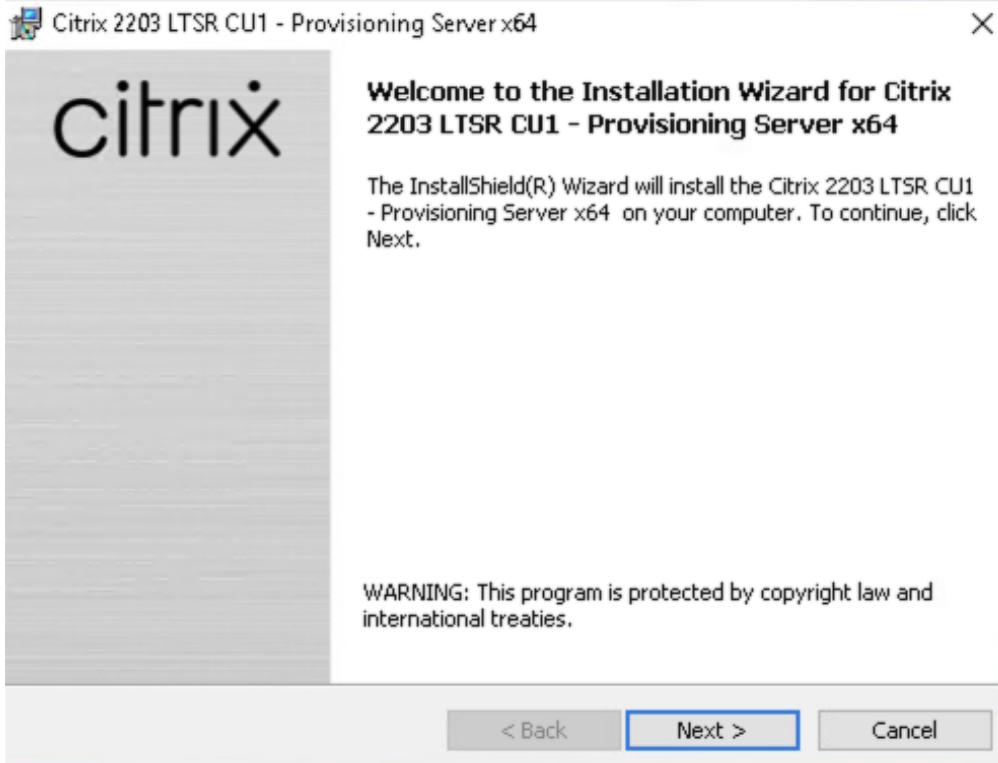 Citrix 2203 LTSR CU1 - Provisioning Server x64
citrix
Welcome to the Installation Wizard for Citrix
2203 LTSR CU1 - Provisioning Server x64
The InstallShield(R) Wizard will install the Citrix 2203 LTSR CU1
- Provisioning Server x64  on your computer. To continue, click
Next.
WARNING: This program is protected by copyright law and
international treaties.
< Back
Next >
Cancel